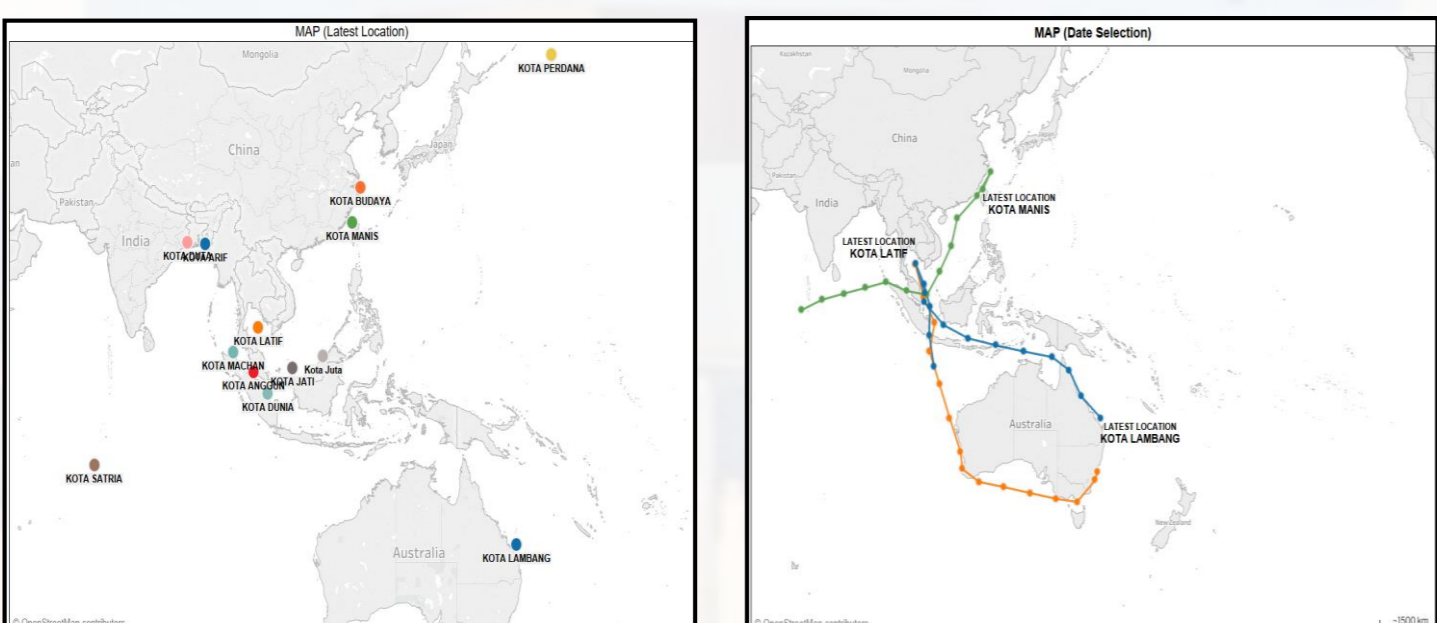 MAP (Latest Location)
Mongolia
KOTA PERDANA
China
Japan
an
Pakistan
KOTA BUDAYA
KOTA MANIS
India
KOTA ARIF
KOTA LATIF
KOTA MACHAN
Kota Juta
KOTA JATI
KOTA ANGGUN
KOTA DUNIA
KOTA SATRIA
Australia
KOTA LAMBANG
© OpenStreetMap contributors
MAP (Date Selection)
Kazakhstan
Mongolia
China
Japan
Pakistan
India
LATEST LOCATION
KOTA MANIS
LATEST LOCATION
KOTA LATIF
Australia
LATEST LOCATION
KOTA LAMBANG
New Zealand
© OpenStreetMap contributors
~1500 km